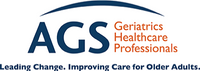 AGS
Geriatrics
Healthcare
Professionals
Leading Change. Improving Care for Older Adults.